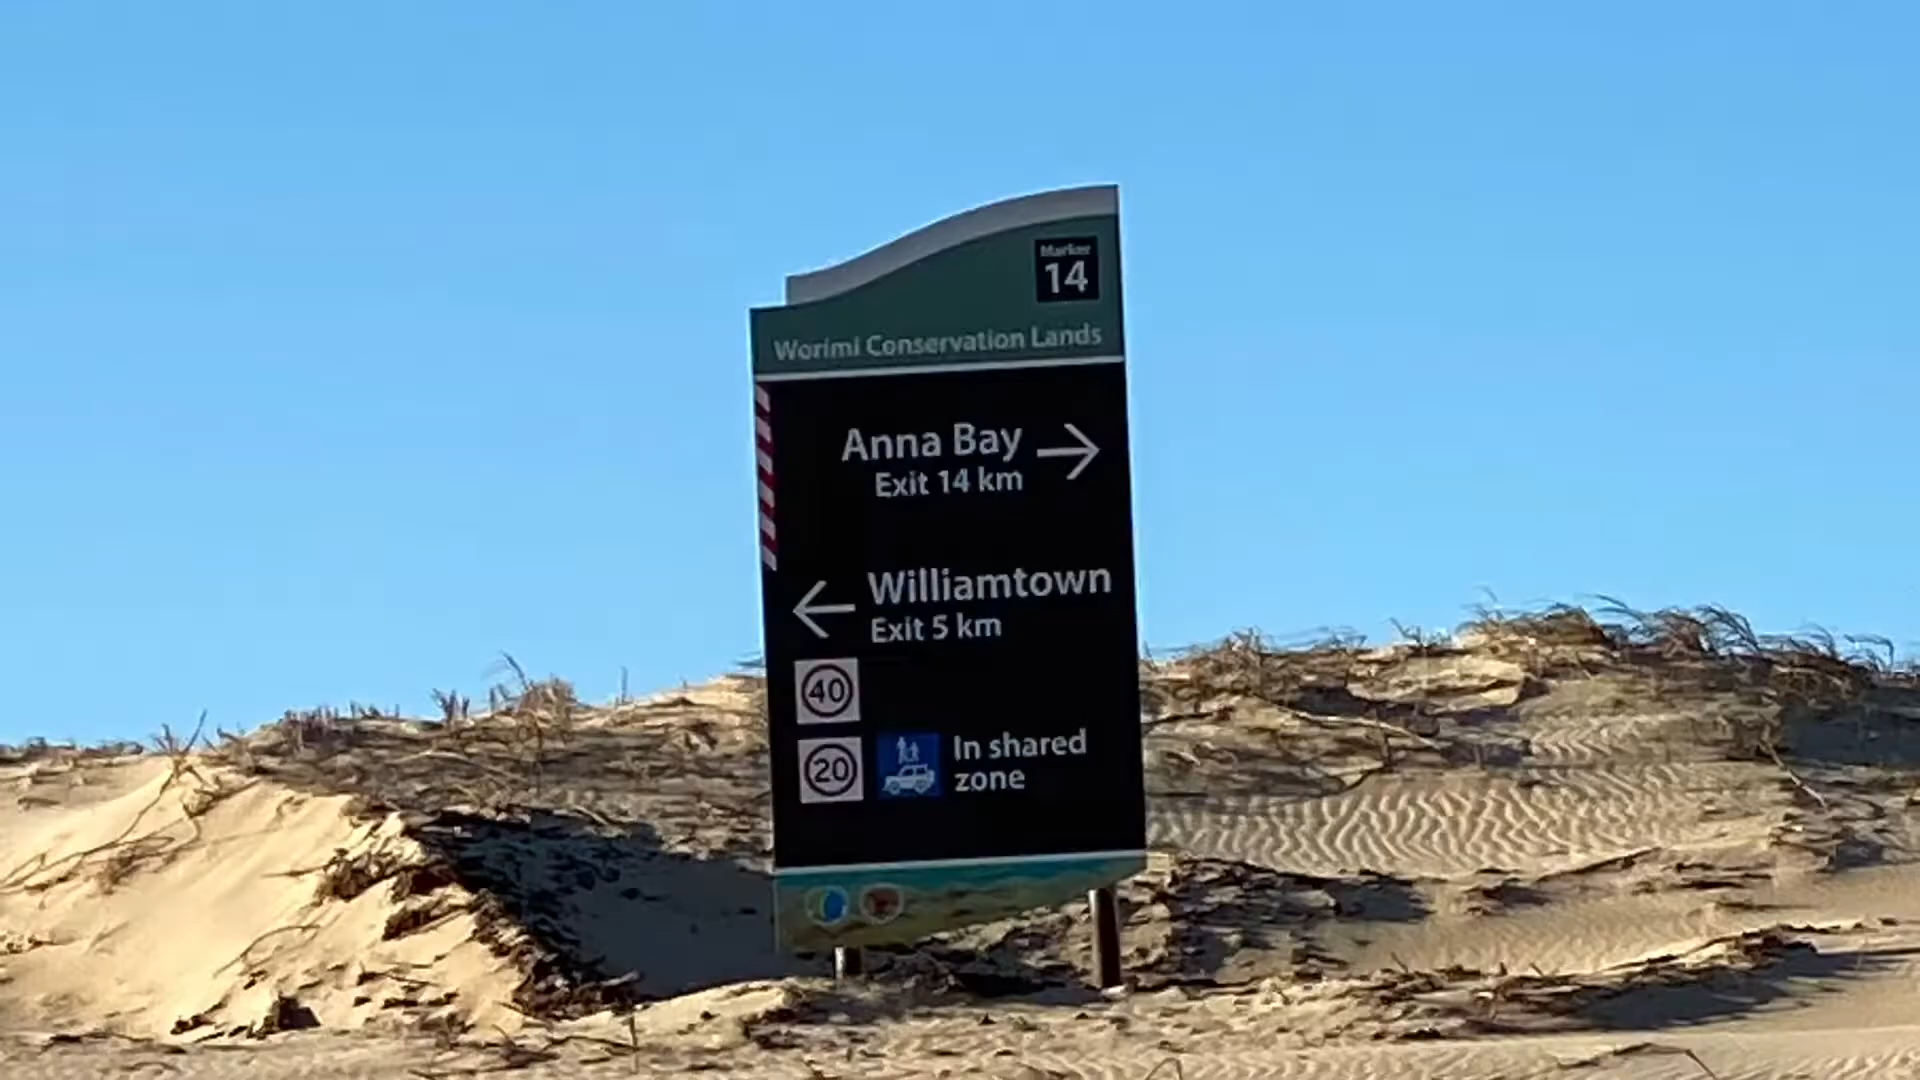 Marker
14
Worimi Conservation Lands
Anna Bay
Exit 14 km
Williamtown
Exit 5 km
40
20
In shared
zone